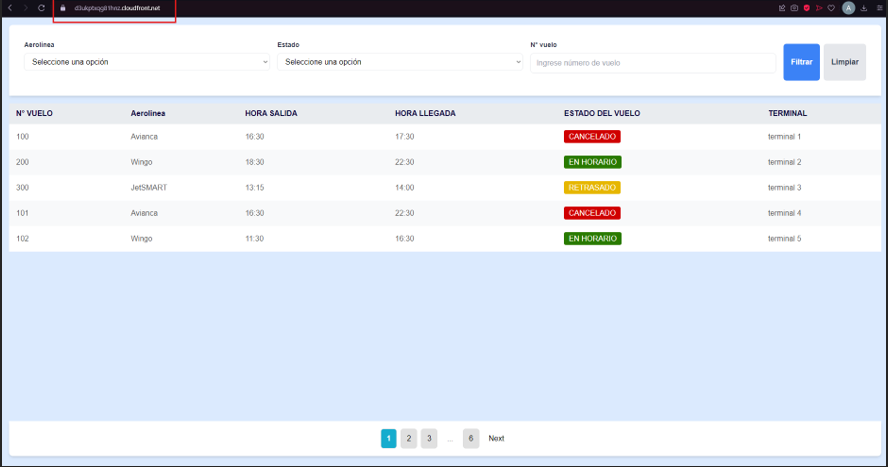 Aerolínea Estado N° vuelo
Seleccione una opción Seleccione una opción Ingrese número de vuelo Filtrar Limpiar
N° VUELO Aerolínea HORA SALIDA HORA LLEGADA ESTADO DEL VUELO TERMINAL
100 Avianca 16:30 17:30 CANCELADO terminal 1
200 Wingo 18:30 22:30 EN HORARIO terminal 2
300 JetSMART 13:15 14:00 RETRASADO terminal 3
101 Avianca 16:30 22:30 CANCELADO terminal 4
102 Wingo 11:30 16:30 EN HORARIO terminal 5
1 2 3 ... 6 Next